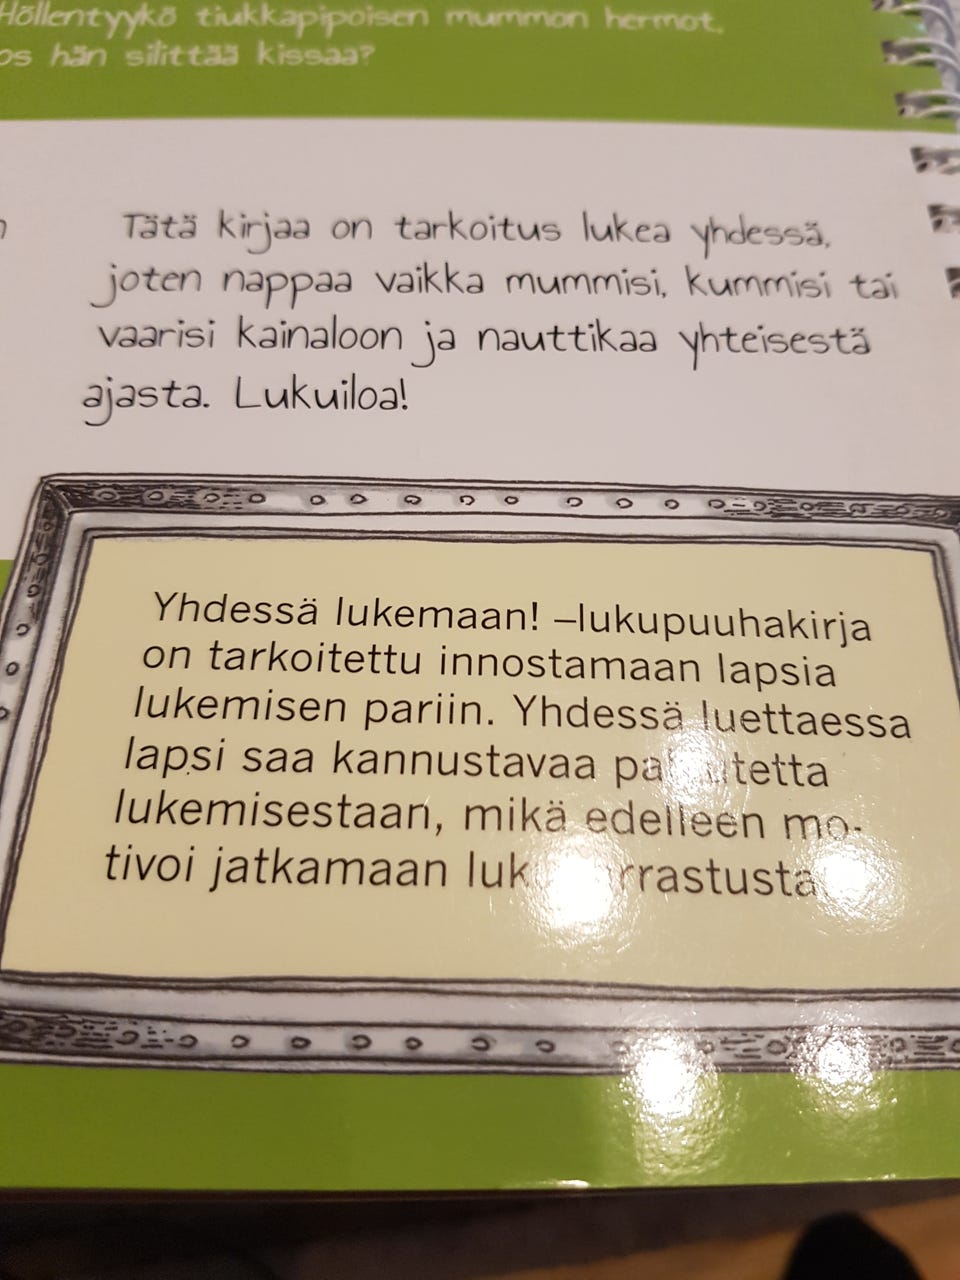 Höllentyykö tiukkapipoisen mummon hermot,
os hän silittää kissaa?
Tätä kirjaa on tarkoitus lukea yhdessä,
joten nappaa vaikka mummisi, kummisi tai
vaarisi kainaloon ja nauttikaa yhteisestä
ajasta. Lukuiloa!
Yhdessä lukemaan! –lukupuuhakirja
on tarkoitettu innostamaan lapsia
lukemisen pariin. Yhdessä luettaessa
lapsi saa kannustavaa
lukemisestaan, mikä edelleen mo-
tivoi jatkamaan